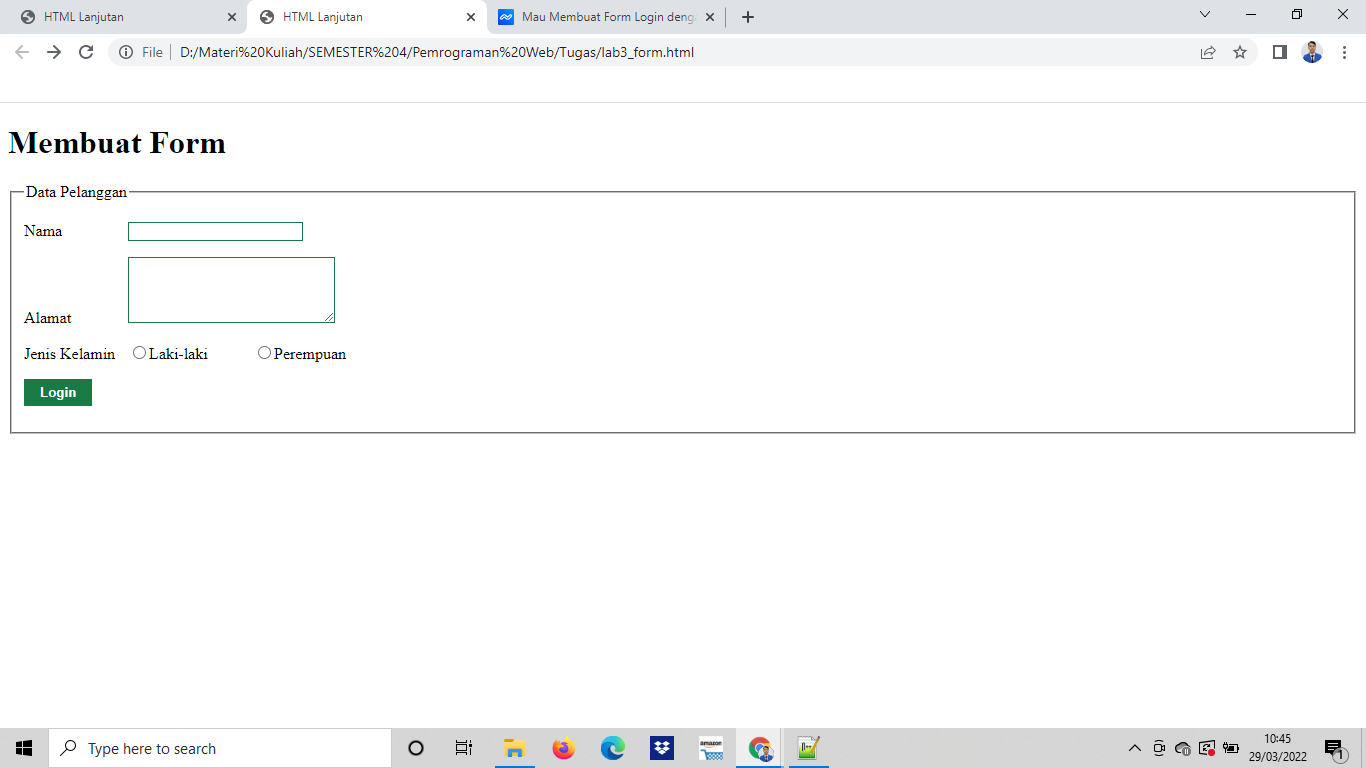 HTML Lanjutan
HTML Lanjutan
Mau Membuat Form Login deng
File
D:/Materi%20Kuliah/SEMESTER%204/Pemrograman%20Web/Tugas/lab3_form.html
Membuat Form
Data Pelanggan
Nama
Alamat
Jenis Kelamin Laki-laki Perempuan
Login
Type here to search
amazon
10:45
29/03/2022
1